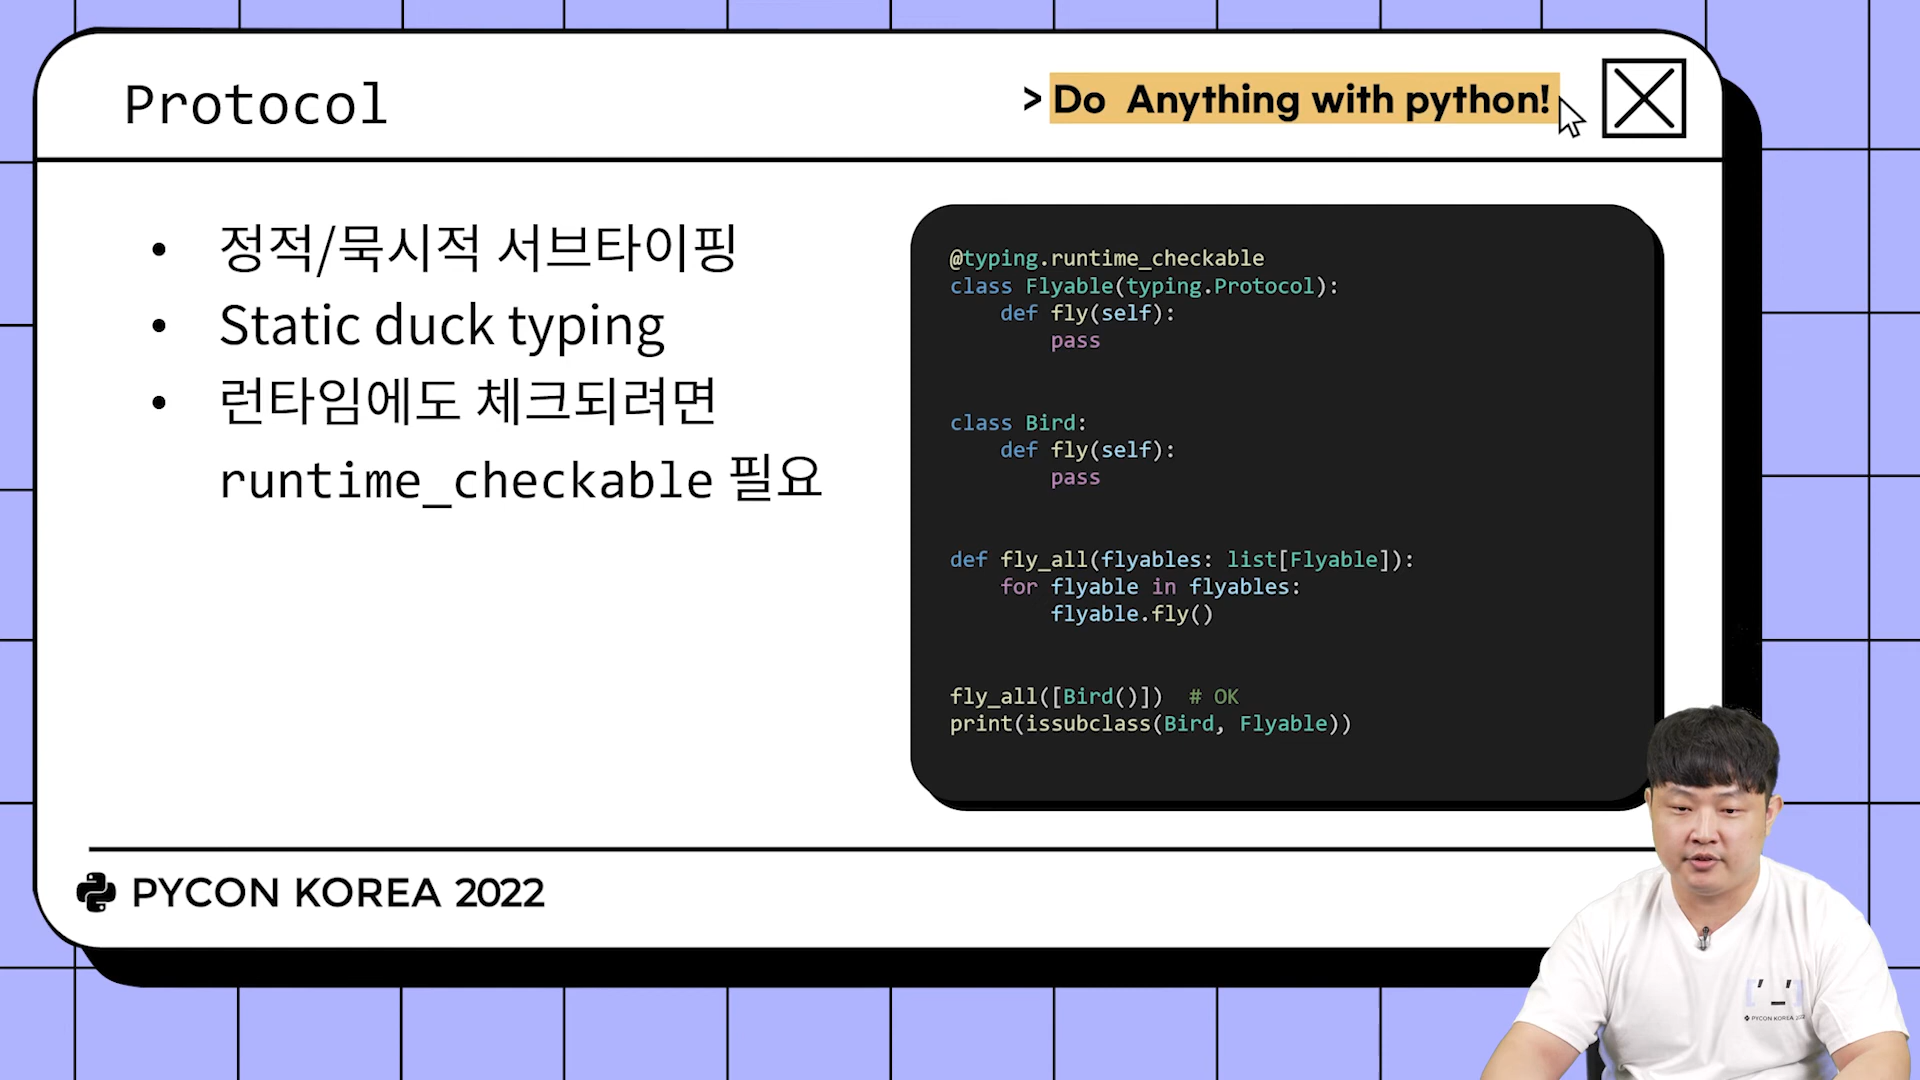 Protocol
> Do Anything with python!
• 정적/묵시적 서브타이핑
• Static duck typing
• 런타임에도 체크되려면
runtime_checkable 필요
@typing.runtime_checkable
class Flyable(typing.Protocol):
    def fly(self):
        pass
class Bird:
    def fly(self):
        pass
def fly_all(flyables: list[Flyable]):
    for flyable in flyables:
        flyable.fly()
fly_all([Bird()])  # OK
print(issubclass(Bird, Flyable))
PYCON KOREA 2022
['_']
PYCON KOREA 2022